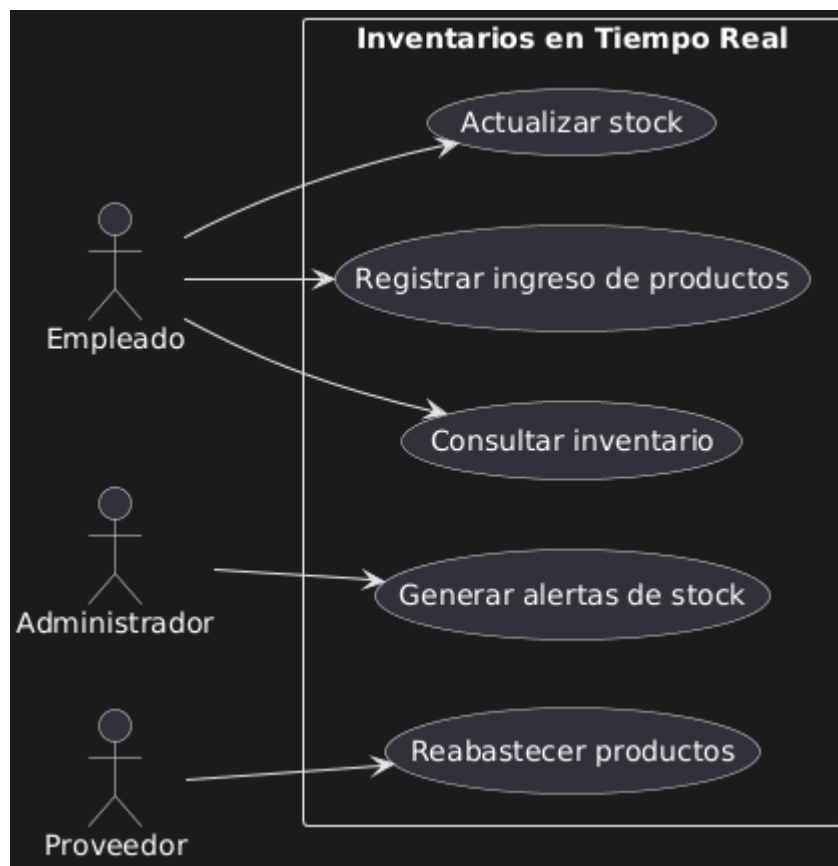 Inventarios en Tiempo Real
Actualizar stock
Registrar ingreso de productos
Empleado
Consultar inventario
Generar alertas de stock
Administrador
Reabastecer productos
Proveedor